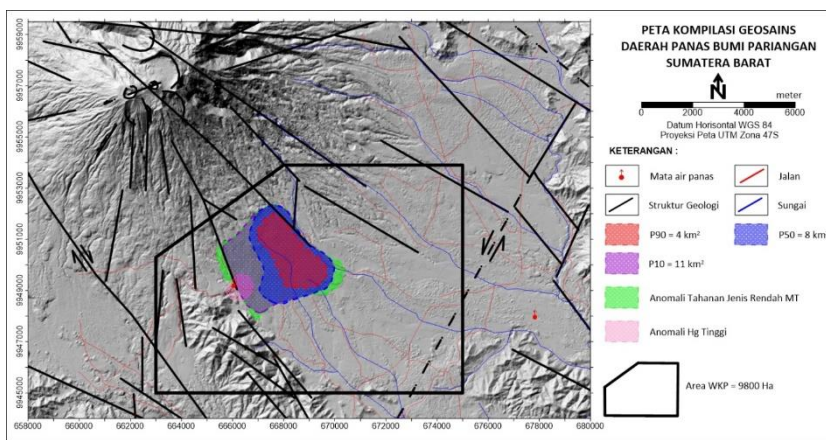 PETA KOMPILASI GEOSAINS
DAERAH PANAS BUMI PARIANGAN
SUMATERA BARAT
N
meter
0 2000 4000 6000
Datum Horisontal WGS 84
Proyeksi Peta UTM Zona 47S
KETERANGAN :
Mata air panas
Jalan
Struktur Geologi
Sungai
P90 = 4 km²
P50 = 8 km²
P10 = 11 km²
Anomali Tahanan Jenis Rendah MT
Anomali Hg Tinggi
Area WKP = 9800 Ha
9959000
9957000
9955000
9953000
9951000
9949000
9947000
9945000
658000 660000 662000 664000 666000 668000 670000 672000 674000 676000 678000 680000